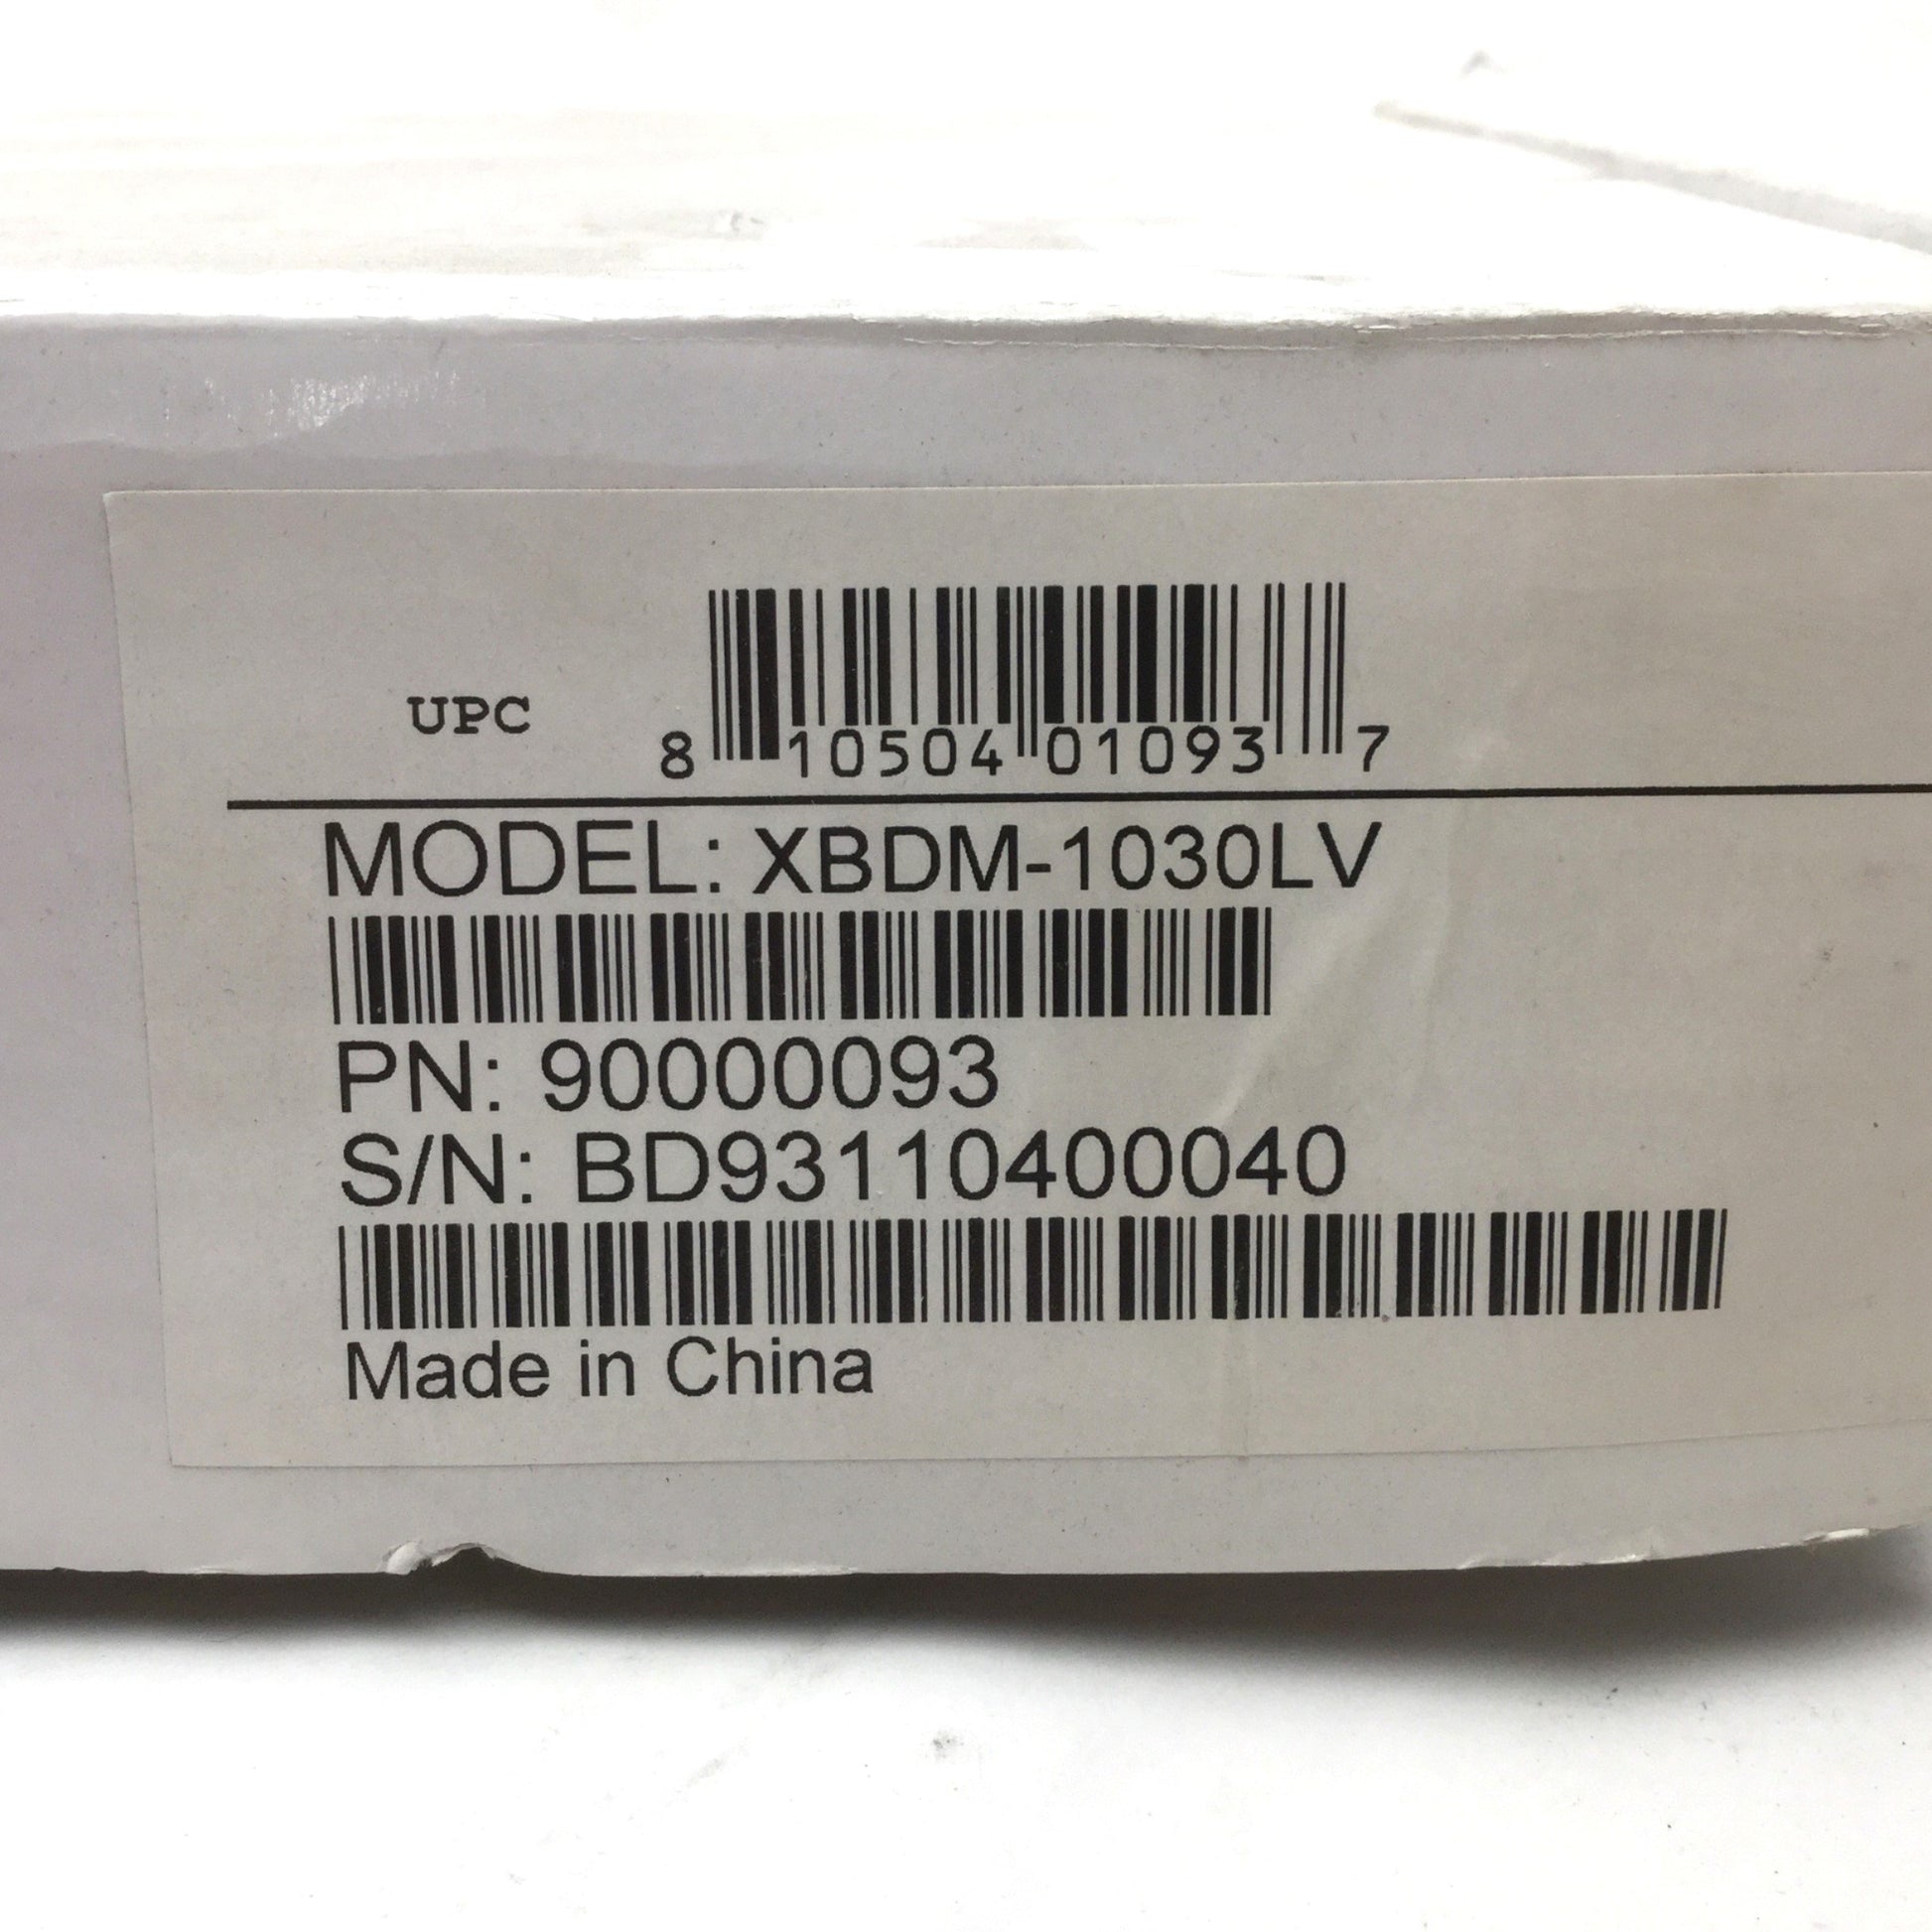 UPC 8 10504 01093 7
MODEL: XBDM-1030LV
PN: 90000093
S/N: BD93110400040
Made in China